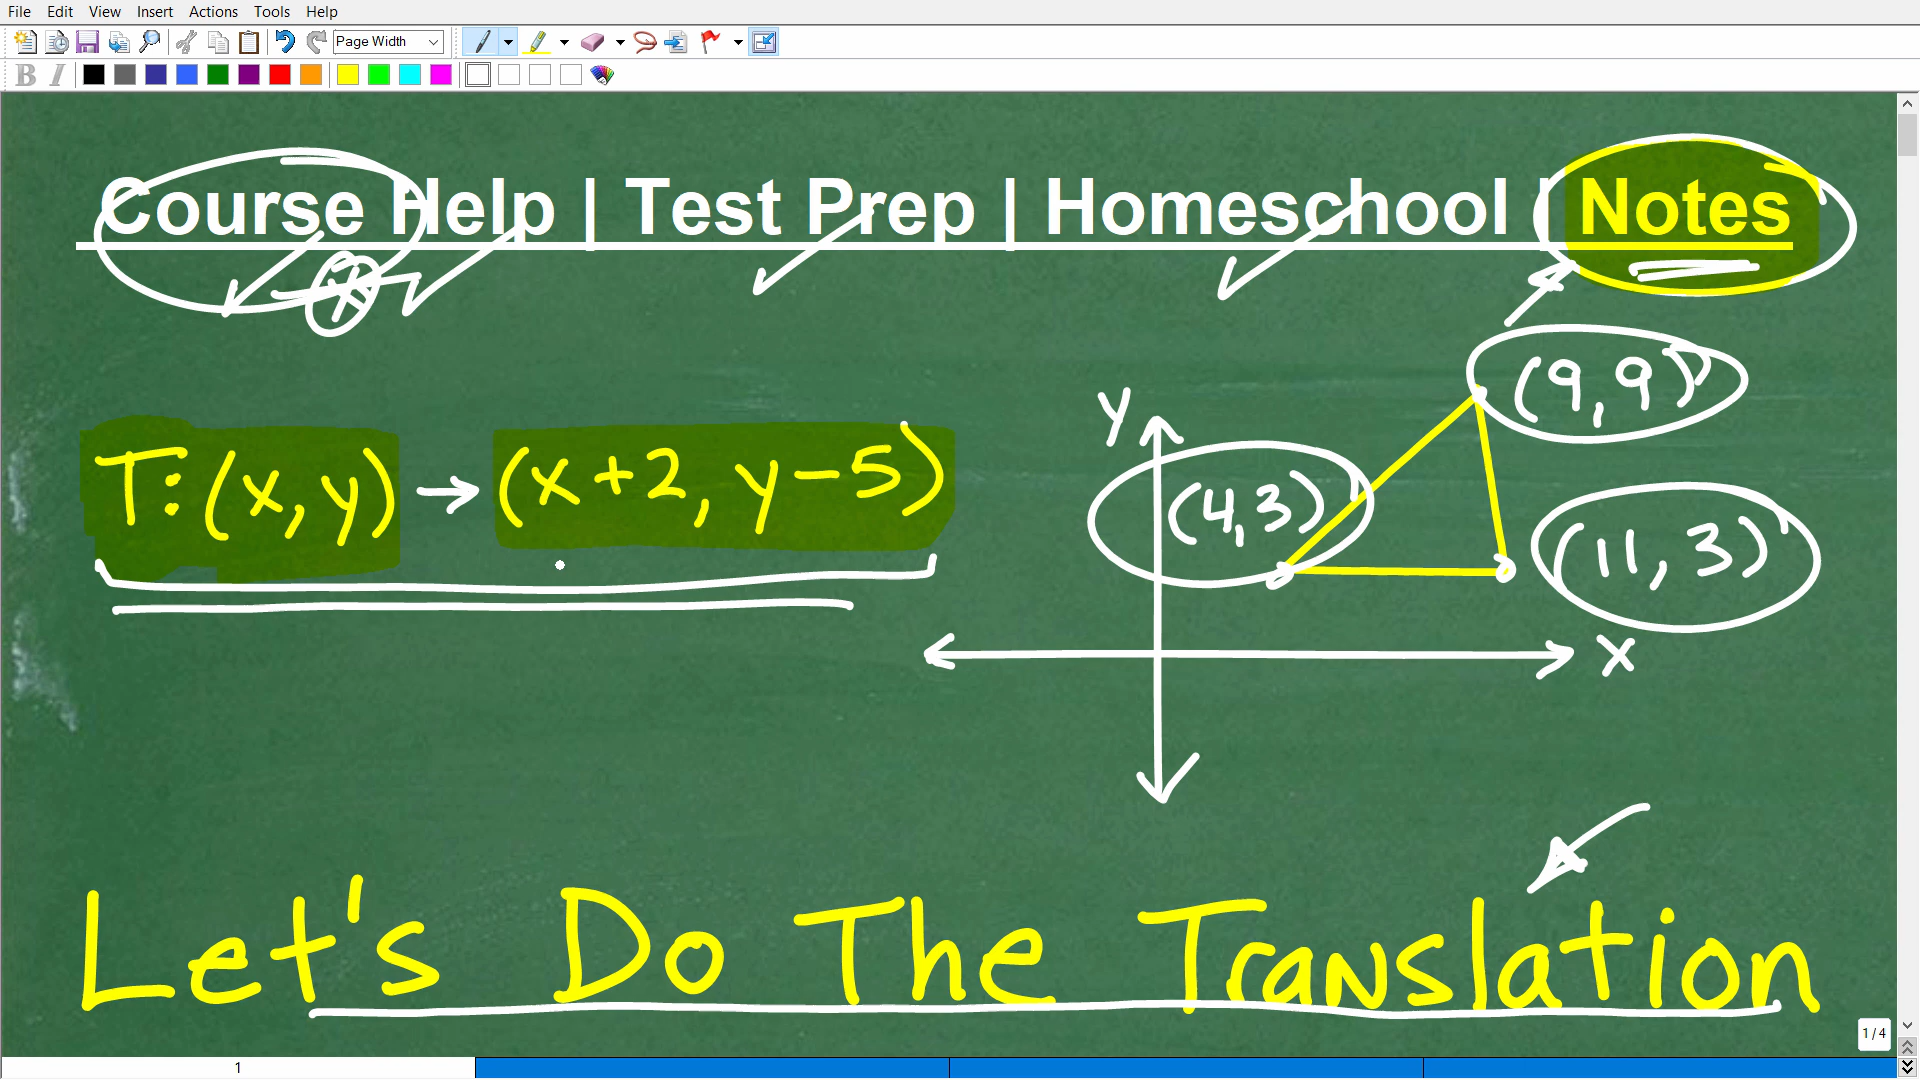 File Edit View Insert Actions Tools Help
Page Width
B I
Course Help | Test Prep | Homeschool | Notes
(9,9)
y
T:(x,y)→(x+2,y-5)
(4,3)
(11,3)
x
Let's Do The Translation
1 / 4
1